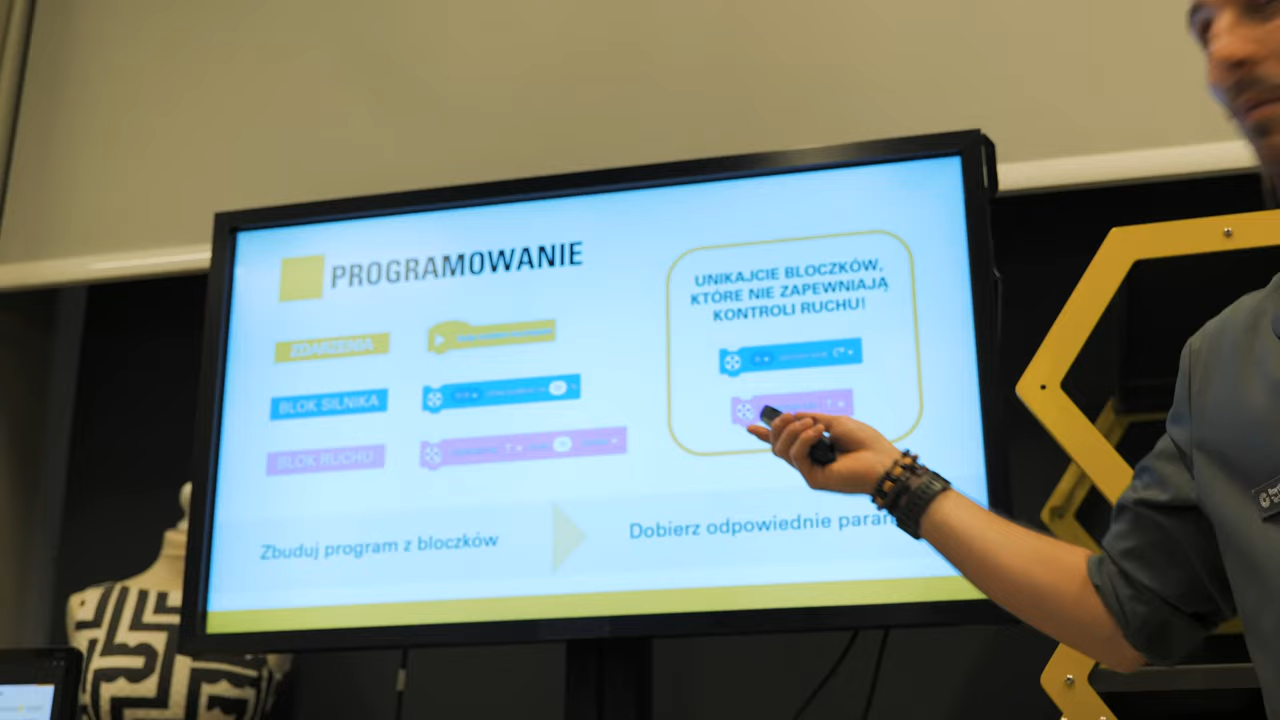 PROGRAMOWANIE
ZDARZENIA
BLOK SILNIKA
BLOK RUCHU
UNIKAJCIE BLOCZKÓW,
KTÓRE NIE ZAPEWNIAJĄ
KONTROLI RUCHU!
Zbuduj program z bloczków
Dobierz odpowiednie param